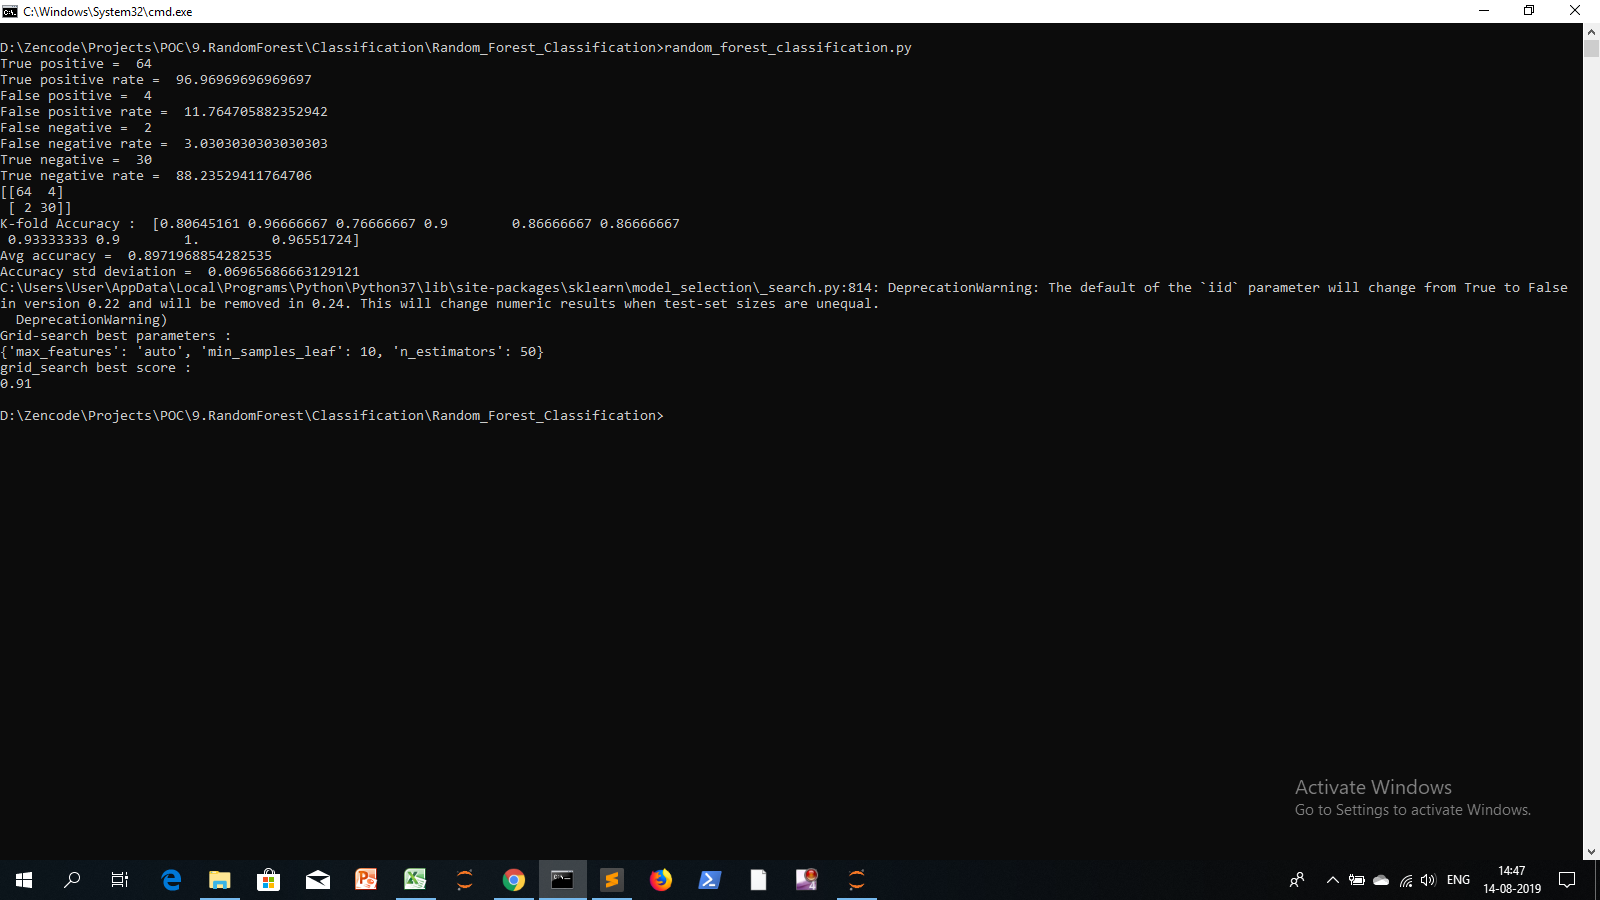 C:\Windows\System32\cmd.exe
D:\Zencode\Projects\POC\9.RandomForest\Classification\Random_Forest_Classification>random_forest_classification.py
True positive =  64
True positive rate =  96.96969696969697
False positive =  4
False positive rate =  11.764705882352942
False negative =  2
False negative rate =  3.0303030303030303
True negative =  30
True negative rate =  88.23529411764706
[[64  4]
 [ 2 30]]
K-fold Accuracy :  [0.80645161 0.96666667 0.76666667 0.9        0.86666667 0.86666667
 0.93333333 0.9        1.         0.96551724]
Avg accuracy =  0.8971968854282535
Accuracy std deviation =  0.06965686663129121
C:\Users\User\AppData\Local\Programs\Python\Python37\lib\site-packages\sklearn\model_selection\_search.py:814: DeprecationWarning: The default of the `iid` parameter will change from True to False
in version 0.22 and will be removed in 0.24. This will change numeric results when test-set sizes are unequal.
  DeprecationWarning)
Grid-search best parameters :
{'max_features': 'auto', 'min_samples_leaf': 10, 'n_estimators': 50}
grid_search best score :
0.91
D:\Zencode\Projects\POC\9.RandomForest\Classification\Random_Forest_Classification>
Activate Windows
Go to Settings to activate Windows.
ENG
14:47
14-08-2019